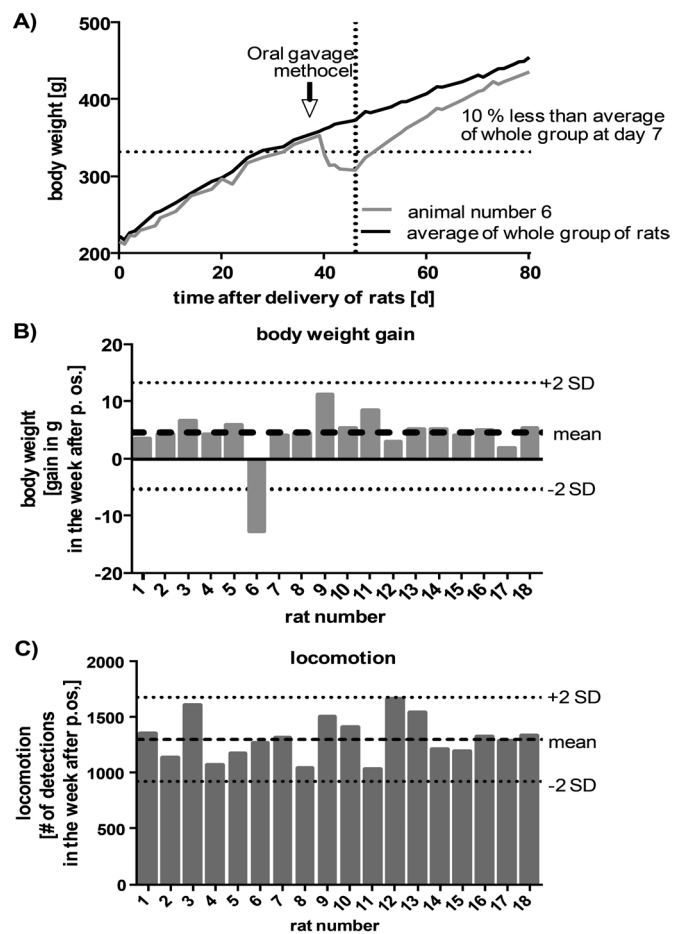 A)
500
400
300
200
body weight [g]
Oral gavage
methocel
10 % less than average
of whole group at day 7
animal number 6
average of whole group of rats
0 20 40 60 80
time after delivery of rats [d]
B)
body weight gain
20
10
0
-10
-20
body weight
[gain in g
in the week after p. os.]
+2 SD
mean
-2 SD
1 2 3 4 5 6 7 8 9 10 11 12 13 14 15 16 17 18
rat number
C)
locomotion
2000
1500
1000
500
0
locomotion
[# of detections
in the week after p.os,]
+2 SD
mean
-2 SD
1 2 3 4 5 6 7 8 9 10 11 12 13 14 15 16 17 18
rat number